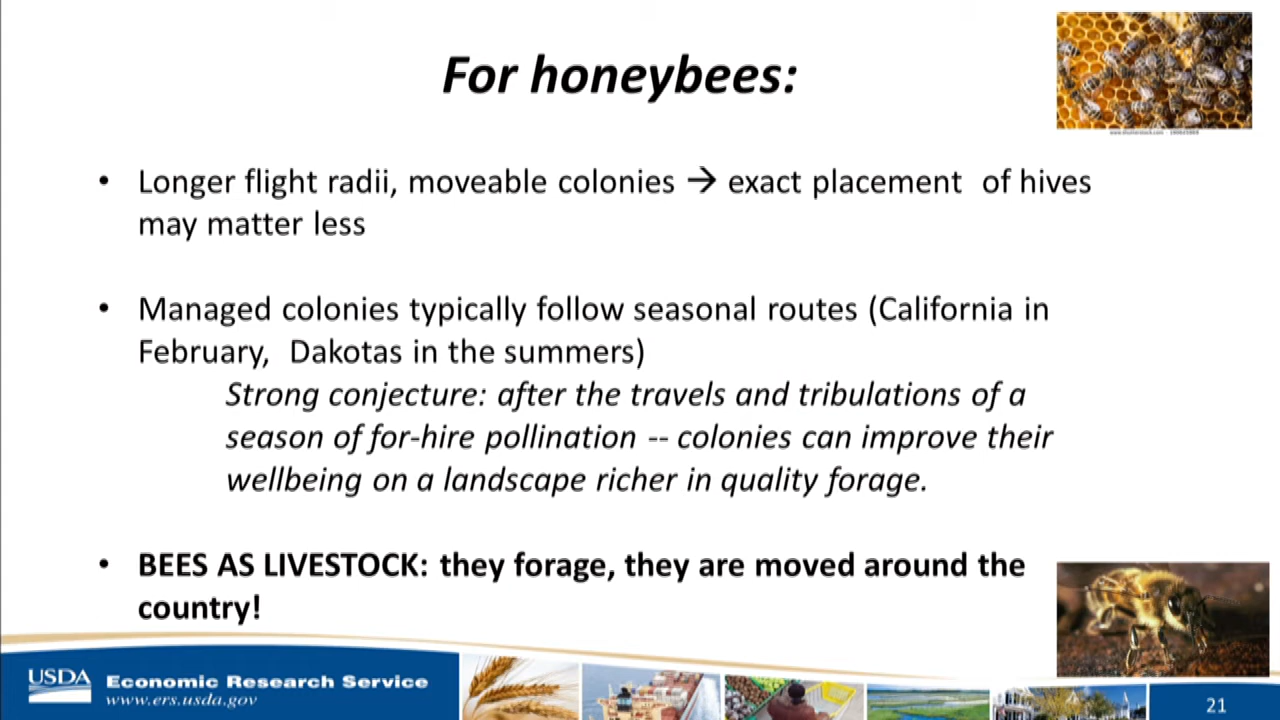 For honeybees:
www.shutterstock.com
• Longer flight radii, moveable colonies → exact placement of hives
may matter less
• Managed colonies typically follow seasonal routes (California in
February, Dakotas in the summers)
Strong conjecture: after the travels and tribulations of a
season of for-hire pollination -- colonies can improve their
wellbeing on a landscape richer in quality forage.
• BEES AS LIVESTOCK: they forage, they are moved around the
country!
USDA
Economic Research Service
www.ers.usda.gov
21